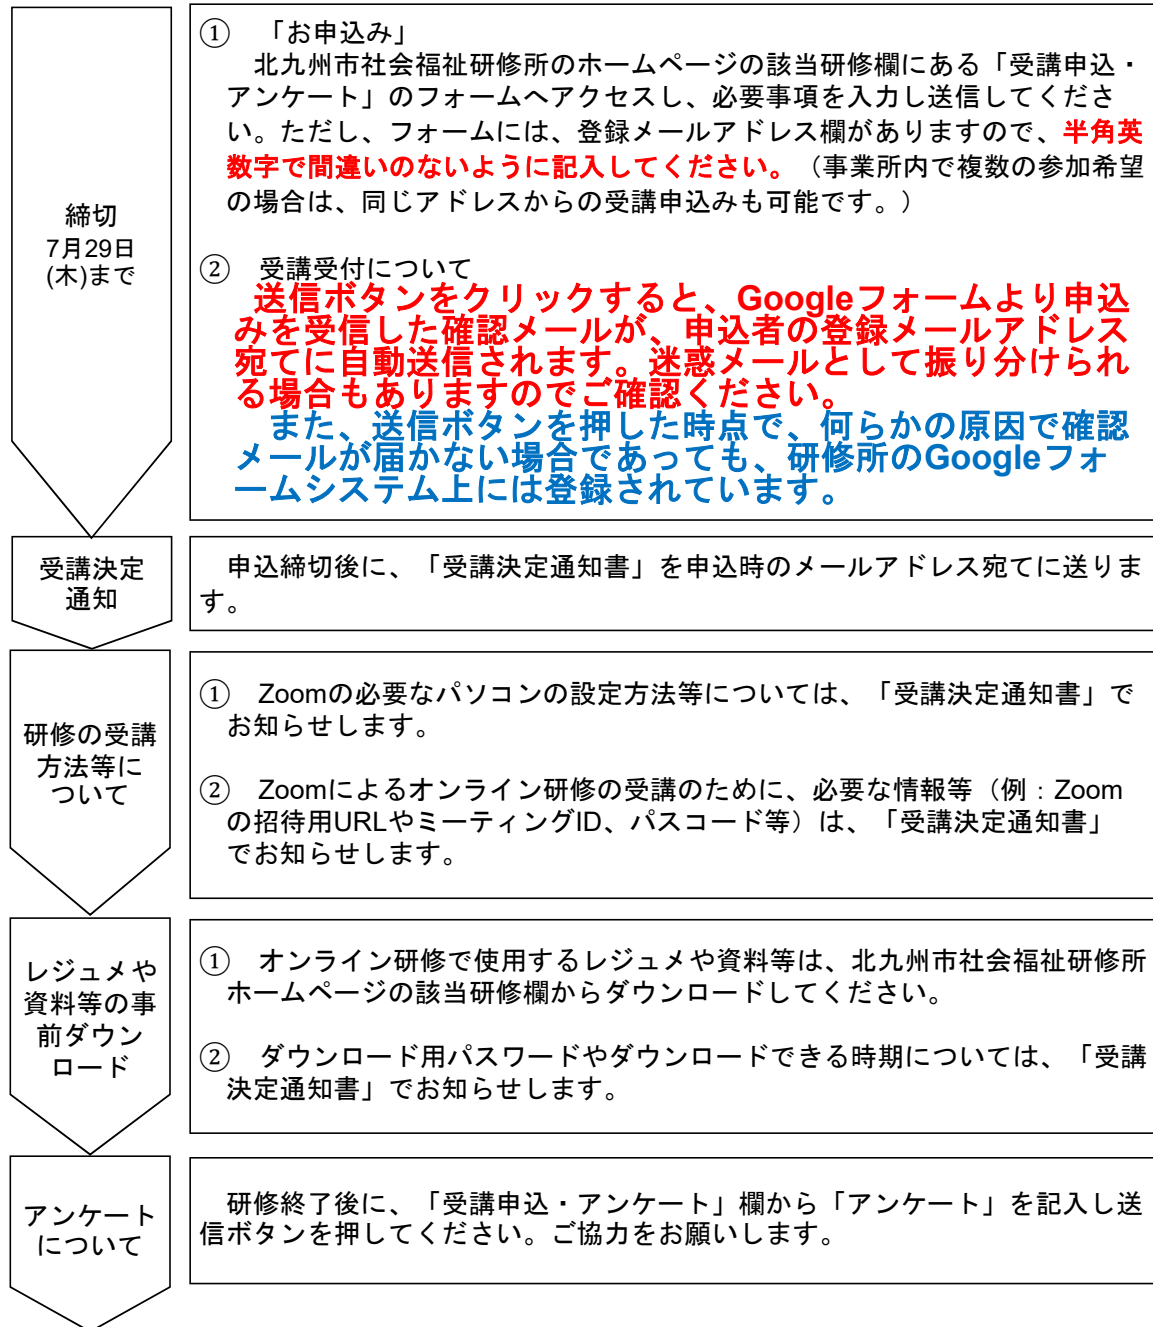 締切
7月29日
(木)まで
① 「お申込み」
北九州市社会福祉研修所のホームページの該当研修欄にある「受講申込・
アンケート」のフォームへアクセスし、必要事項を入力し送信してくださ
い。ただし、フォームには、登録メールアドレス欄がありますので、半角英
数字で間違いのないように記入してください。（事業所内で複数の参加希望
の場合は、同じアドレスからの受講申込みも可能です。）
② 受講受付について
送信ボタンをクリックすると、Googleフォームより申込
みを受信した確認メールが、申込者の登録メールアドレス
宛てに自動送信されます。迷惑メールとして振り分けられ
る場合もありますのでご確認ください。
また、送信ボタンを押した時点で、何らかの原因で確認
メールが届かない場合であっても、研修所のGoogleフォ
ームシステム上には登録されています。
受講決定
通知
申込締切後に、「受講決定通知書」を申込時のメールアドレス宛てに送りま
す。
研修の受講
方法等に
ついて
① Zoomの必要なパソコンの設定方法等については、「受講決定通知書」で
お知らせします。
② Zoomによるオンライン研修の受講のために、必要な情報等（例：Zoom
の招待用URLやミーティングID、パスコード等）は、「受講決定通知書」
でお知らせします。
レジュメや
資料等の事
前ダウン
ロード
① オンライン研修で使用するレジュメや資料等は、北九州市社会福祉研修所
ホームページの該当研修欄からダウンロードしてください。
② ダウンロード用パスワードやダウンロードできる時期については、「受講
決定通知書」でお知らせします。
アンケート
について
研修終了後に、「受講申込・アンケート」欄から「アンケート」を記入し送
信ボタンを押してください。ご協力をお願いします。